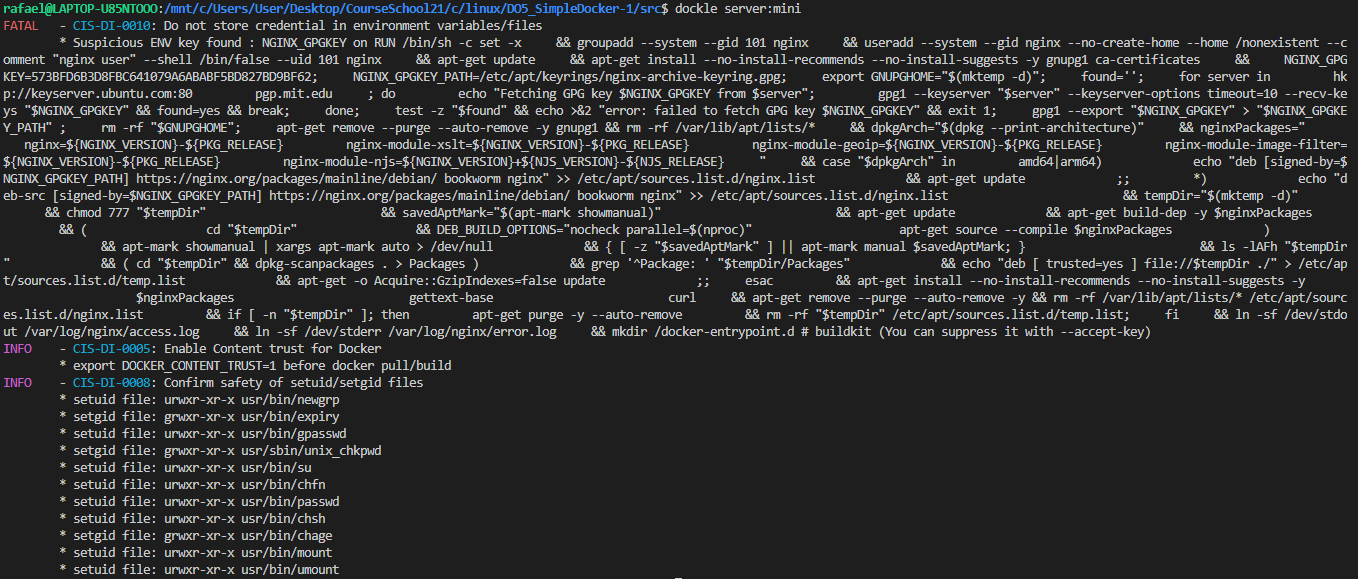 rafael@LAPTOP-U85NTOOO:/mnt/c/Users/User/Desktop/CourseSchool21/c/linux/DO5_SimpleDocker-1/src$ dockle server:mini
FATAL   - CIS-DI-0010: Do not store credential in environment variables/files
        * Suspicious ENV key found : NGINX_GPGKEY on RUN /bin/sh -c set -x     && groupadd --system --gid 101 nginx     && useradd --system --gid nginx --no-create-home --home /nonexistent --c
omment "nginx user" --shell /bin/false --uid 101 nginx     && apt-get update     && apt-get install --no-install-recommends --no-install-suggests -y gnupg1 ca-certificates     &&     NGINX_GPG
KEY=573BFD6B3D8FBC641079A6ABABF5BD827BD9BF62;     NGINX_GPGKEY_PATH=/etc/apt/keyrings/nginx-archive-keyring.gpg;     export GNUPGHOME="$(mktemp -d)";     found='';     for server in         hk
p://keyserver.ubuntu.com:80         pgp.mit.edu     ; do         echo "Fetching GPG key $NGINX_GPGKEY from $server";         gpg1 --keyserver "$server" --keyserver-options timeout=10 --recv-ke
ys "$NGINX_GPGKEY" && found=yes && break;     done;     test -z "$found" && echo >&2 "error: failed to fetch GPG key $NGINX_GPGKEY" && exit 1;     gpg1 --export "$NGINX_GPGKEY" > "$NGINX_GPGKE
Y_PATH" ;     rm -rf "$GNUPGHOME";     apt-get remove --purge --auto-remove -y gnupg1 && rm -rf /var/lib/apt/lists/*     && dpkgArch="$(dpkg --print-architecture)"     && nginxPackages="
   nginx=${NGINX_VERSION}-${PKG_RELEASE}         nginx-module-xslt=${NGINX_VERSION}-${PKG_RELEASE}         nginx-module-geoip=${NGINX_VERSION}-${PKG_RELEASE}         nginx-module-image-filter=
${NGINX_VERSION}-${PKG_RELEASE}         nginx-module-njs=${NGINX_VERSION}+${NJS_VERSION}-${NJS_RELEASE}     "     && case "$dpkgArch" in         amd64|arm64)             echo "deb [signed-by=$
NGINX_GPGKEY_PATH] https://nginx.org/packages/mainline/debian/ bookworm nginx" >> /etc/apt/sources.list.d/nginx.list             && apt-get update             ;;         *)             echo "d
eb-src [signed-by=$NGINX_GPGKEY_PATH] https://nginx.org/packages/mainline/debian/ bookworm nginx" >> /etc/apt/sources.list.d/nginx.list                         && tempDir="$(mktemp -d)"
      && chmod 777 "$tempDir"                         && savedAptMark="$(apt-mark showmanual)"                         && apt-get update             && apt-get build-dep -y $nginxPackages
        && (                 cd "$tempDir"                 && DEB_BUILD_OPTIONS="nocheck parallel=$(nproc)"                     apt-get source --compile $nginxPackages             )
              && apt-mark showmanual | xargs apt-mark auto > /dev/null             && { [ -z "$savedAptMark" ] || apt-mark manual $savedAptMark; }                         && ls -lAFh "$tempDir
"             && ( cd "$tempDir" && dpkg-scanpackages . > Packages )             && grep '^Package: ' "$tempDir/Packages"             && echo "deb [ trusted=yes ] file://$tempDir ./" > /etc/ap
t/sources.list.d/temp.list             && apt-get -o Acquire::GzipIndexes=false update             ;;     esac         && apt-get install --no-install-recommends --no-install-suggests -y
                   $nginxPackages                         gettext-base                         curl     && apt-get remove --purge --auto-remove -y && rm -rf /var/lib/apt/lists/* /etc/apt/sourc
es.list.d/nginx.list         && if [ -n "$tempDir" ]; then         apt-get purge -y --auto-remove         && rm -rf "$tempDir" /etc/apt/sources.list.d/temp.list;     fi     && ln -sf /dev/stdo
ut /var/log/nginx/access.log     && ln -sf /dev/stderr /var/log/nginx/error.log     && mkdir /docker-entrypoint.d # buildkit (You can suppress it with --accept-key)
INFO    - CIS-DI-0005: Enable Content trust for Docker
        * export DOCKER_CONTENT_TRUST=1 before docker pull/build
INFO    - CIS-DI-0008: Confirm safety of setuid/setgid files
        * setuid file: urwxr-xr-x usr/bin/newgrp
        * setgid file: grwxr-xr-x usr/bin/expiry
        * setuid file: urwxr-xr-x usr/bin/gpasswd
        * setgid file: grwxr-xr-x usr/sbin/unix_chkpwd
        * setuid file: urwxr-xr-x usr/bin/su
        * setuid file: urwxr-xr-x usr/bin/chfn
        * setuid file: urwxr-xr-x usr/bin/passwd
        * setuid file: urwxr-xr-x usr/bin/chsh
        * setgid file: grwxr-xr-x usr/bin/chage
        * setuid file: urwxr-xr-x usr/bin/mount
        * setuid file: urwxr-xr-x usr/bin/umount